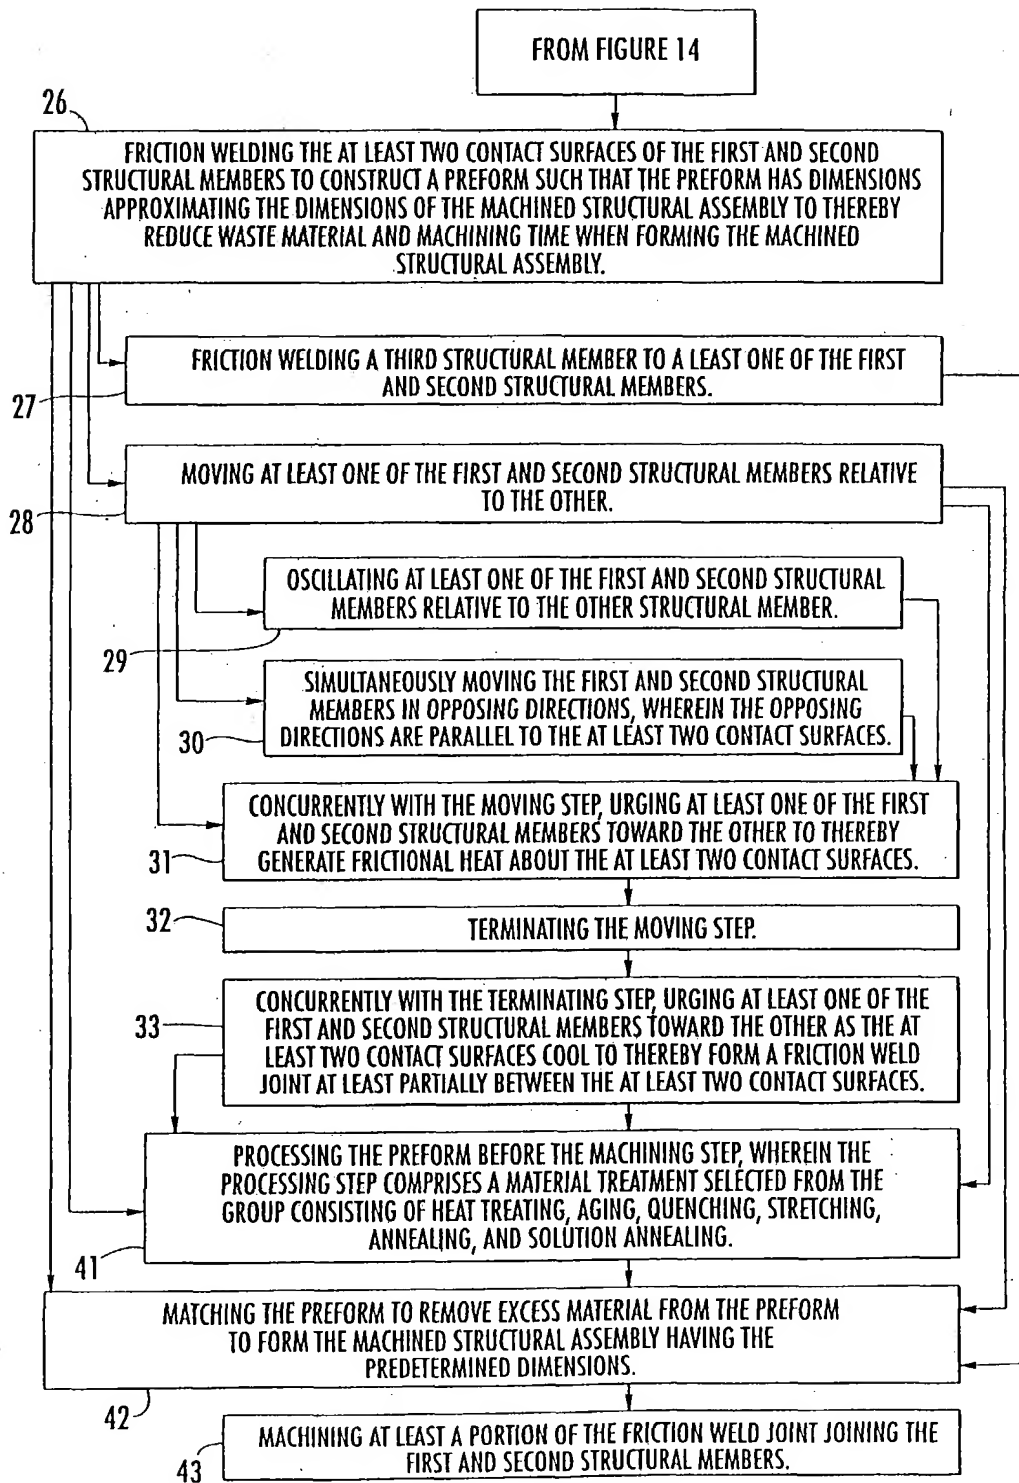 FROM FIGURE 14
26
FRICTION WELDING THE AT LEAST TWO CONTACT SURFACES OF THE FIRST AND SECOND
STRUCTURAL MEMBERS TO CONSTRUCT A PREFORM SUCH THAT THE PREFORM HAS DIMENSIONS
APPROXIMATING THE DIMENSIONS OF THE MACHINED STRUCTURAL ASSEMBLY TO THEREBY
REDUCE WASTE MATERIAL AND MACHINING TIME WHEN FORMING THE MACHINED
STRUCTURAL ASSEMBLY.
FRICTION WELDING A THIRD STRUCTURAL MEMBER TO A LEAST ONE OF THE FIRST
AND SECOND STRUCTURAL MEMBERS.
27
MOVING AT LEAST ONE OF THE FIRST AND SECOND STRUCTURAL MEMBERS RELATIVE
TO THE OTHER.
28
OSCILLATING AT LEAST ONE OF THE FIRST AND SECOND STRUCTURAL
MEMBERS RELATIVE TO THE OTHER STRUCTURAL MEMBER.
29
SIMULTANEOUSLY MOVING THE FIRST AND SECOND STRUCTURAL
MEMBERS IN OPPOSING DIRECTIONS, WHEREIN THE OPPOSING
DIRECTIONS ARE PARALLEL TO THE AT LEAST TWO CONTACT SURFACES.
30
CONCURRENTLY WITH THE MOVING STEP, URGING AT LEAST ONE OF THE FIRST
AND SECOND STRUCTURAL MEMBERS TOWARD THE OTHER TO THEREBY
GENERATE FRICTIONAL HEAT ABOUT THE AT LEAST TWO CONTACT SURFACES.
31
32
TERMINATING THE MOVING STEP.
CONCURRENTLY WITH THE TERMINATING STEP, URGING AT LEAST ONE OF THE
FIRST AND SECOND STRUCTURAL MEMBERS TOWARD THE OTHER AS THE AT
LEAST TWO CONTACT SURFACES COOL TO THEREBY FORM A FRICTION WELD
JOINT AT LEAST PARTIALLY BETWEEN THE AT LEAST TWO CONTACT SURFACES.
33
PROCESSING THE PREFORM BEFORE THE MACHINING STEP, WHEREIN THE
PROCESSING STEP COMPRISES A MATERIAL TREATMENT SELECTED FROM THE
GROUP CONSISTING OF HEAT TREATING, AGING, QUENCHING, STRETCHING,
ANNEALING, AND SOLUTION ANNEALING.
41
MATCHING THE PREFORM TO REMOVE EXCESS MATERIAL FROM THE PREFORM
TO FORM THE MACHINED STRUCTURAL ASSEMBLY HAVING THE
PREDETERMINED DIMENSIONS.
42
MACHINING AT LEAST A PORTION OF THE FRICTION WELD JOINT JOINING THE
FIRST AND SECOND STRUCTURAL MEMBERS.
43